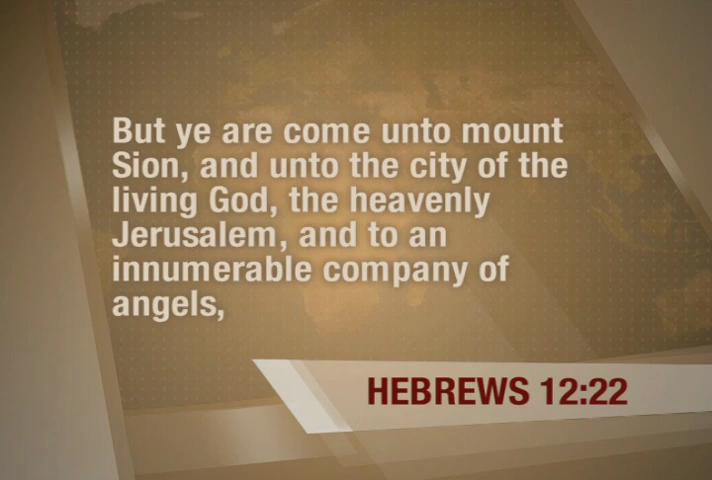 But ye are come unto mount
Sion, and unto the city of the
living God, the heavenly
Jerusalem, and to an
innumerable company of
angels,
HEBREWS 12:22